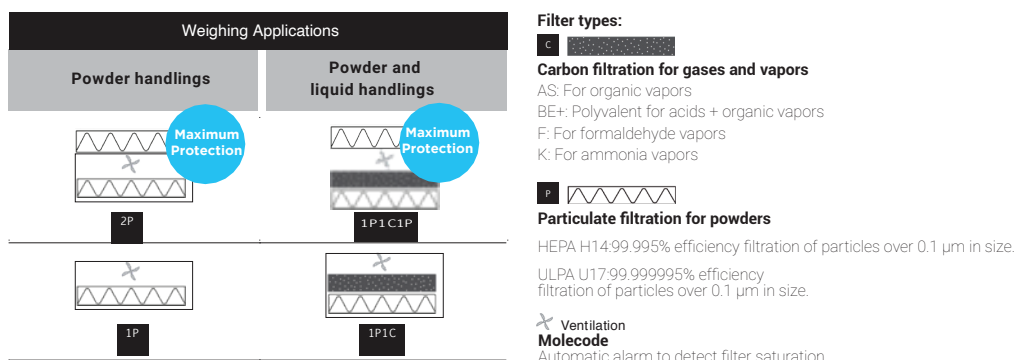 Weighing Applications
Powder handlings
Powder and
liquid handlings
Maximum
Protection
Maximum
Protection
2P
1P1C1P
1P
1P1C
Filter types:
C
Carbon filtration for gases and vapors
AS: For organic vapors
BE+: Polyvalent for acids + organic vapors
F: For formaldehyde vapors
K: For ammonia vapors
P
Particulate filtration for powders
HEPA H14:99.995% efficiency filtration of particles over 0.1 µm in size.
ULPA U17:99.999995% efficiency
filtration of particles over 0.1 µm in size.
Ventilation
Molecode
Automatic alarm to detect filter saturation